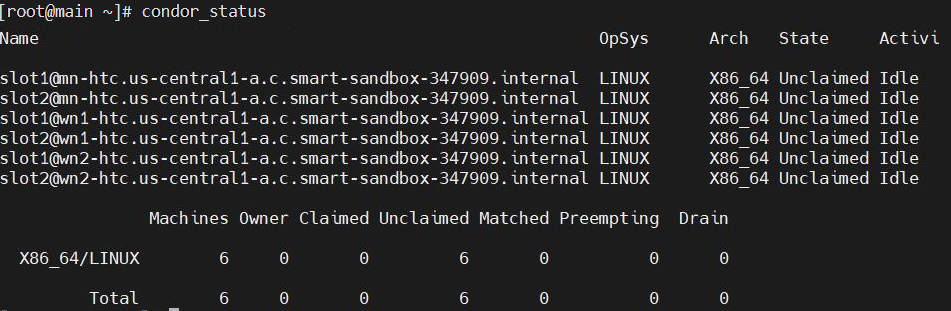 [root@main ~]# condor_status
Name OpSys Arch State Activi
slot1@mn-htc.us-central1-a.c.smart-sandbox-347909.internal LINUX X86_64 Unclaimed Idle
slot2@mn-htc.us-central1-a.c.smart-sandbox-347909.internal LINUX X86_64 Unclaimed Idle
slot1@wn1-htc.us-central1-a.c.smart-sandbox-347909.internal LINUX X86_64 Unclaimed Idle
slot2@wn1-htc.us-central1-a.c.smart-sandbox-347909.internal LINUX X86_64 Unclaimed Idle
slot1@wn2-htc.us-central1-a.c.smart-sandbox-347909.internal LINUX X86_64 Unclaimed Idle
slot2@wn2-htc.us-central1-a.c.smart-sandbox-347909.internal LINUX X86_64 Unclaimed Idle
Machines Owner Claimed Unclaimed Matched Preempting Drain
X86_64/LINUX 6 0 0 6 0 0 0
Total 6 0 0 6 0 0 0